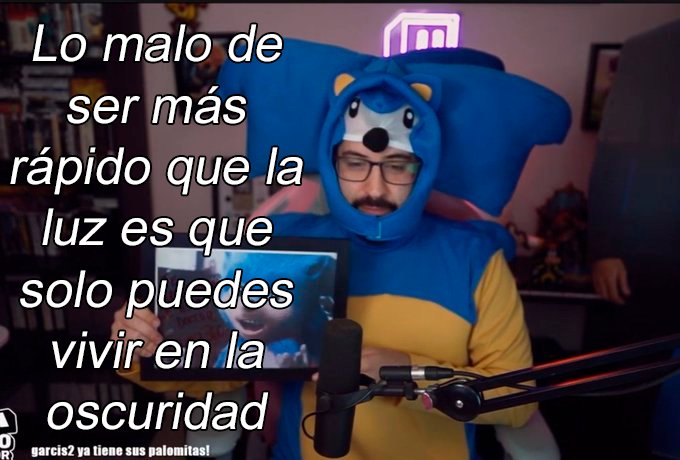 Lo malo de
ser más
rápido que la
luz es que
solo puedes
vivir en la
oscuridad
garcis2 ya tiene sus palomitas!